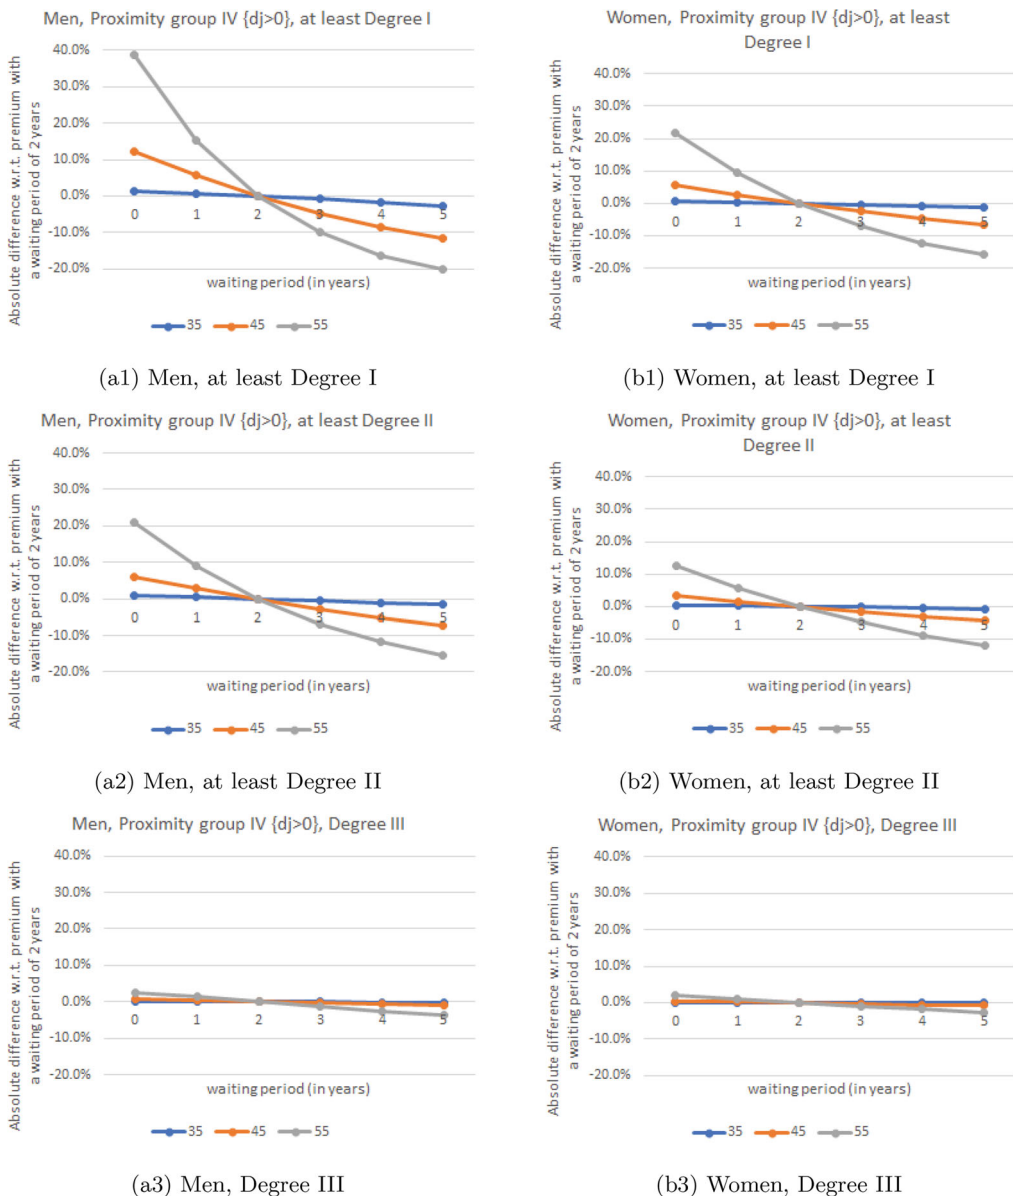 Men, Proximity group IV {dj>0}, at least Degree I
Absolute difference w.r.t. premium with
a waiting period of 2 years
40.0%
30.0%
20.0%
10.0%
0.0%
-10.0%
-20.0%
0 1 2 3 4 5
waiting period (in years)
35 45 55
(a1) Men, at least Degree I
Women, Proximity group IV {dj>0}, at least
Degree I
Absolute difference w.r.t. premium with
a waiting period of 2 years
40.0%
30.0%
20.0%
10.0%
0.0%
-10.0%
-20.0%
0 1 2 3 4 5
waiting period (in years)
35 45 55
(b1) Women, at least Degree I
Men, Proximity group IV {dj>0}, at least Degree II
Absolute difference w.r.t. premium with
a waiting period of 2 years
40.0%
30.0%
20.0%
10.0%
0.0%
-10.0%
-20.0%
0 1 2 3 4 5
waiting period (in years)
35 45 55
(a2) Men, at least Degree II
Women, Proximity group IV {dj>0}, at least
Degree II
Absolute difference w.r.t. premium with
a waiting period of 2 years
40.0%
30.0%
20.0%
10.0%
0.0%
-10.0%
-20.0%
0 1 2 3 4 5
waiting period (in years)
35 45 55
(b2) Women, at least Degree II
Men, Proximity group IV {dj>0}, Degree III
Absolute difference w.r.t. premium with
a waiting period of 2 years
40.0%
30.0%
20.0%
10.0%
0.0%
-10.0%
-20.0%
0 1 2 3 4 5
waiting period (in years)
35 45 55
(a3) Men, Degree III
Women, Proximity group IV {dj>0}, Degree III
Absolute difference w.r.t. premium with
a waiting period of 2 years
40.0%
30.0%
20.0%
10.0%
0.0%
-10.0%
-20.0%
0 1 2 3 4 5
waiting period (in years)
35 45 55
(b3) Women, Degree III